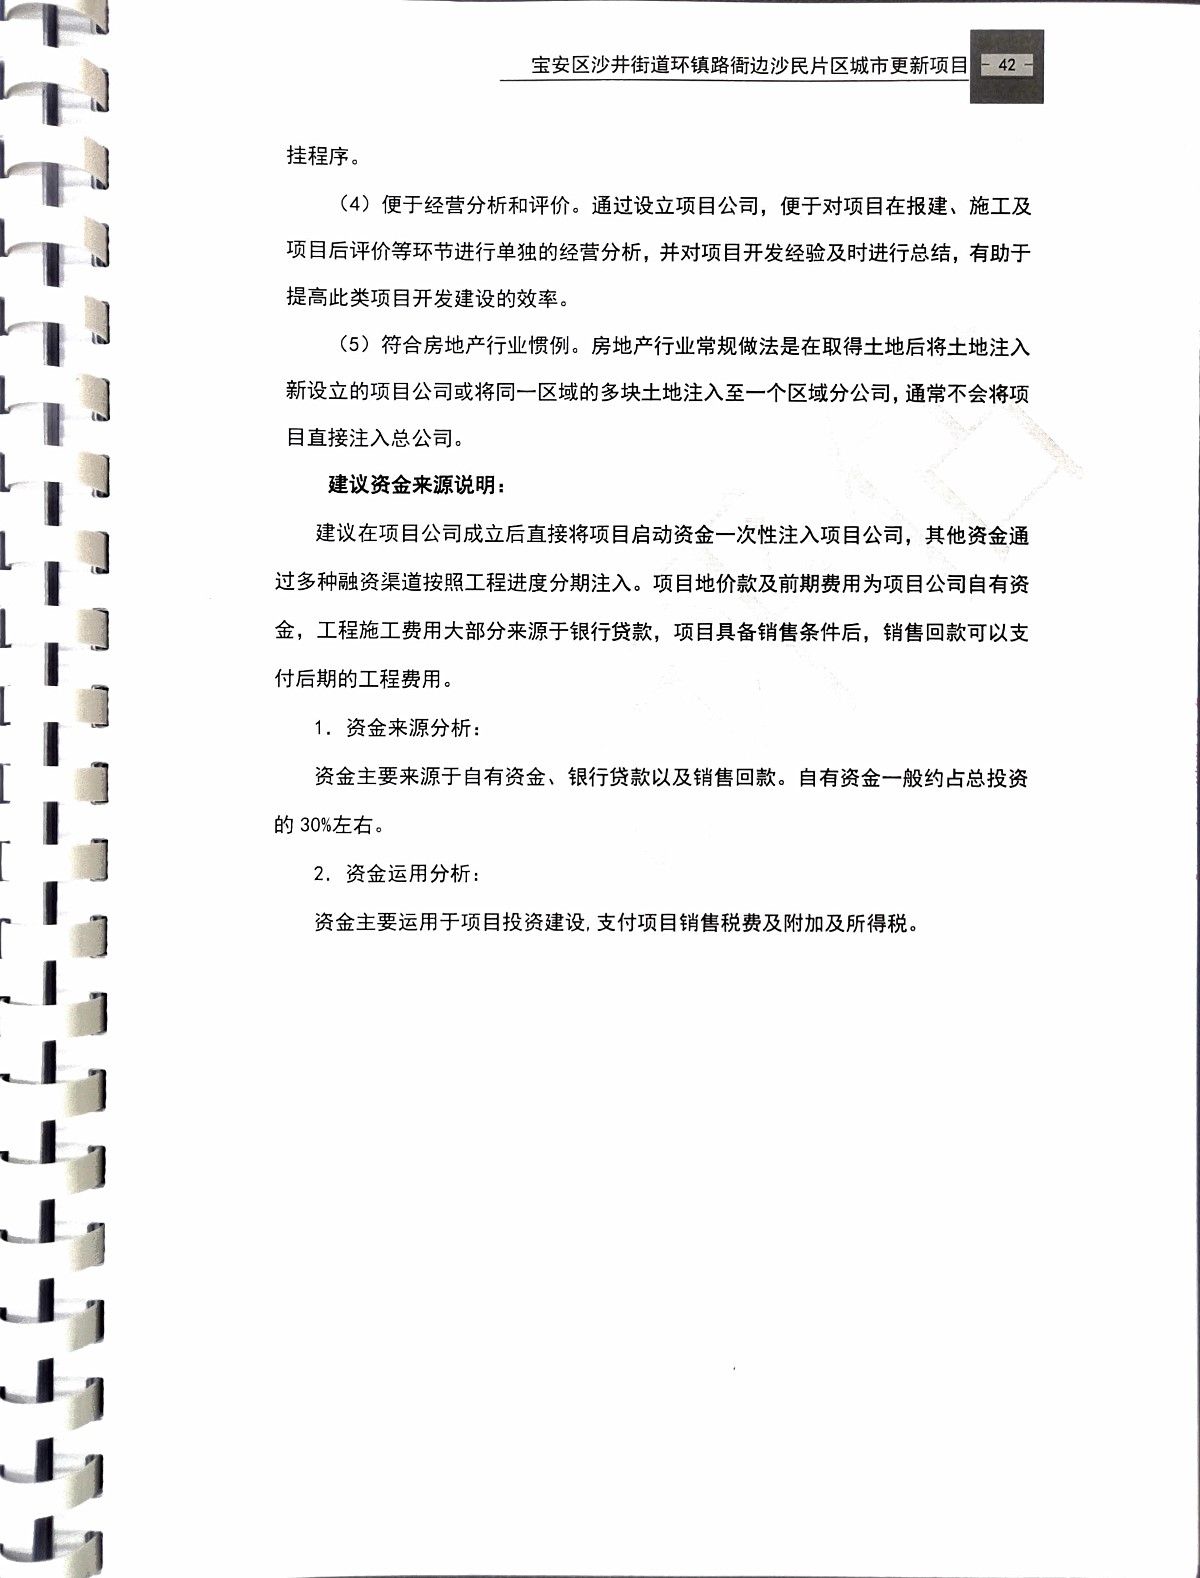 宝安区沙井街道环镇路衙边沙民片区城市更新项目 - 42 -
挂程序。
（4）便于经营分析和评价。通过设立项目公司，便于对项目在报建、施工及
项目后评价等环节进行单独的经营分析，并对项目开发经验及时进行总结，有助于
提高此类项目开发建设的效率。
（5）符合房地产行业惯例。房地产行业常规做法是在取得土地后将土地注入
新设立的项目公司或将同一区域的多块土地注入至一个区域分公司，通常不会将项
目直接注入总公司。
建议资金来源说明：
建议在项目公司成立后直接将项目启动资金一次性注入项目公司，其他资金通
过多种融资渠道按照工程进度分期注入。项目地价款及前期费用为项目公司自有资
金，工程施工费用大部分来源于银行贷款，项目具备销售条件后，销售回款可以支
付后期的工程费用。
1. 资金来源分析：
资金主要来源于自有资金、银行贷款以及销售回款。自有资金一般约占总投资
的 30%左右。
2. 资金运用分析：
资金主要运用于项目投资建设,支付项目销售税费及附加及所得税。